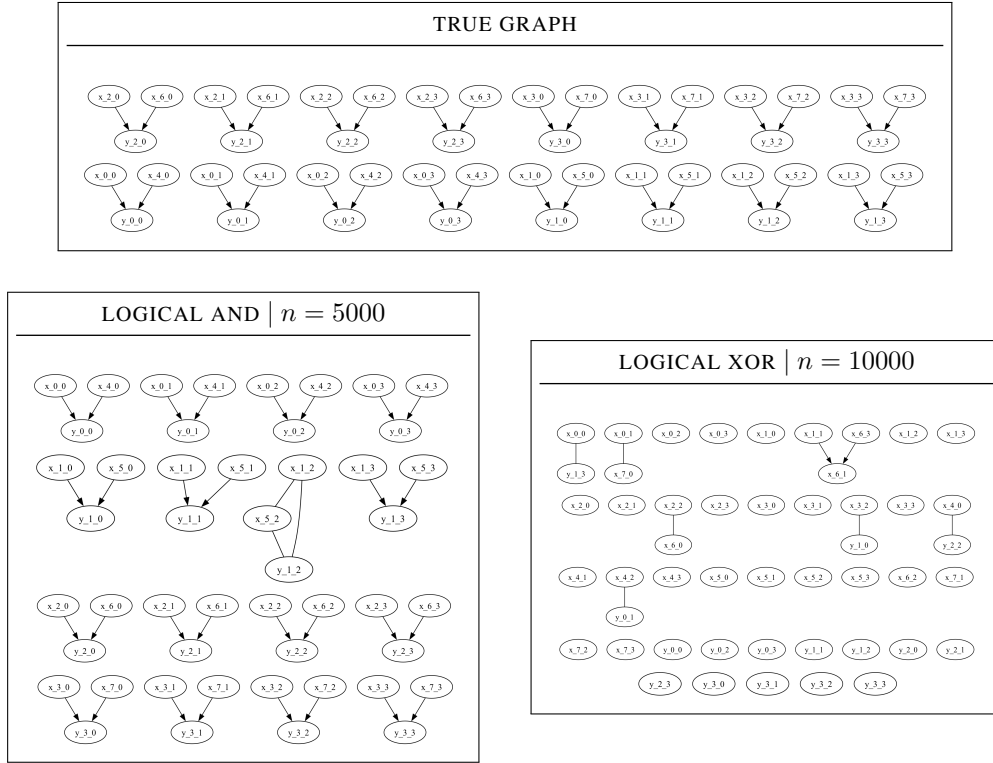 TRUE GRAPH
x_2_0 x_6_0 x_2_1 x_6_1 x_2_2 x_6_2 x_2_3 x_6_3 x_3_0 x_7_0 x_3_1 x_7_1 x_3_2 x_7_2 x_3_3 x_7_3
y_2_0 y_2_1 y_2_2 y_2_3 y_3_0 y_3_1 y_3_2 y_3_3
x_0_0 x_4_0 x_0_1 x_4_1 x_0_2 x_4_2 x_0_3 x_4_3 x_1_0 x_5_0 x_1_1 x_5_1 x_1_2 x_5_2 x_1_3 x_5_3
y_0_0 y_0_1 y_0_2 y_0_3 y_1_0 y_1_1 y_1_2 y_1_3
LOGICAL AND | n = 5000
x_0_0 x_4_0 x_0_1 x_4_1 x_0_2 x_4_2 x_0_3 x_4_3
y_0_0 y_0_1 y_0_2 y_0_3
x_1_0 x_5_0 x_1_1 x_5_1 x_1_2 x_1_3 x_5_3
y_1_0 y_1_1 x_5_2 y_1_3
y_1_2
x_2_0 x_6_0 x_2_1 x_6_1 x_2_2 x_6_2 x_2_3 x_6_3
y_2_0 y_2_1 y_2_2 y_2_3
x_3_0 x_7_0 x_3_1 x_7_1 x_3_2 x_7_2 x_3_3 x_7_3
y_3_0 y_3_1 y_3_2 y_3_3
LOGICAL XOR | n = 10000
x_0_0 x_0_1 x_0_2 x_0_3 x_1_0 x_1_1 x_6_3 x_1_2 x_1_3
y_1_3 x_7_0 x_6_1
x_2_0 x_2_1 x_2_2 x_2_3 x_3_0 x_3_1 x_3_2 x_3_3 x_4_0
x_6_0 y_1_0 y_2_2
x_4_1 x_4_2 x_4_3 x_5_0 x_5_1 x_5_2 x_5_3 x_6_2 x_7_1
y_0_1
x_7_2 x_7_3 y_0_0 y_0_2 y_0_3 y_1_1 y_1_2 y_2_0 y_2_1
y_2_3 y_3_0 y_3_1 y_3_2 y_3_3